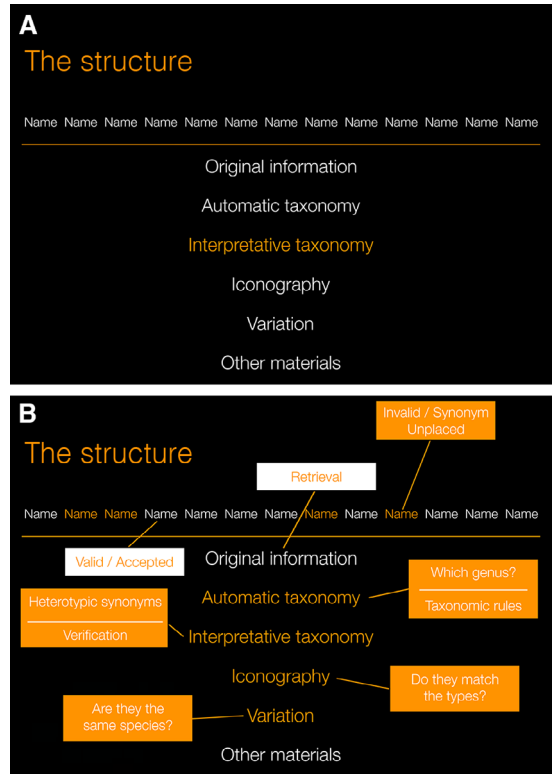 A
The structure
Name Name Name Name Name Name Name Name Name Name Name Name Name
Original information
Automatic taxonomy
Interpretative taxonomy
Iconography
Variation
Other materials
B
Invalid / Synonym
Unplaced
The structure
Retrieval
Name Name Name Name Name Name Name Name Name Name Name Name Name
Valid / Accepted
Original information
Which genus?
Taxonomic rules
Automatic taxonomy
Heterotypic synonyms
Verification
Interpretative taxonomy
Iconography
Do they match
the types?
Are they the
same species?
Variation
Other materials